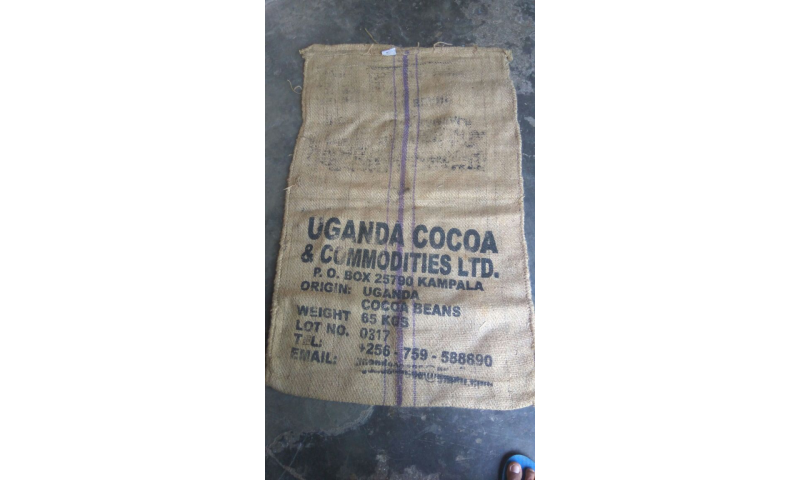 UGANDA COCOA
& COMMODITIES LTD.
P. O. BOX 25790 KAMPALA
ORIGIN: UGANDA
COCOA BEANS
WEIGHT 65 KGS
LOT NO. 0317
TEL: +256 - 759 - 588890
EMAIL: